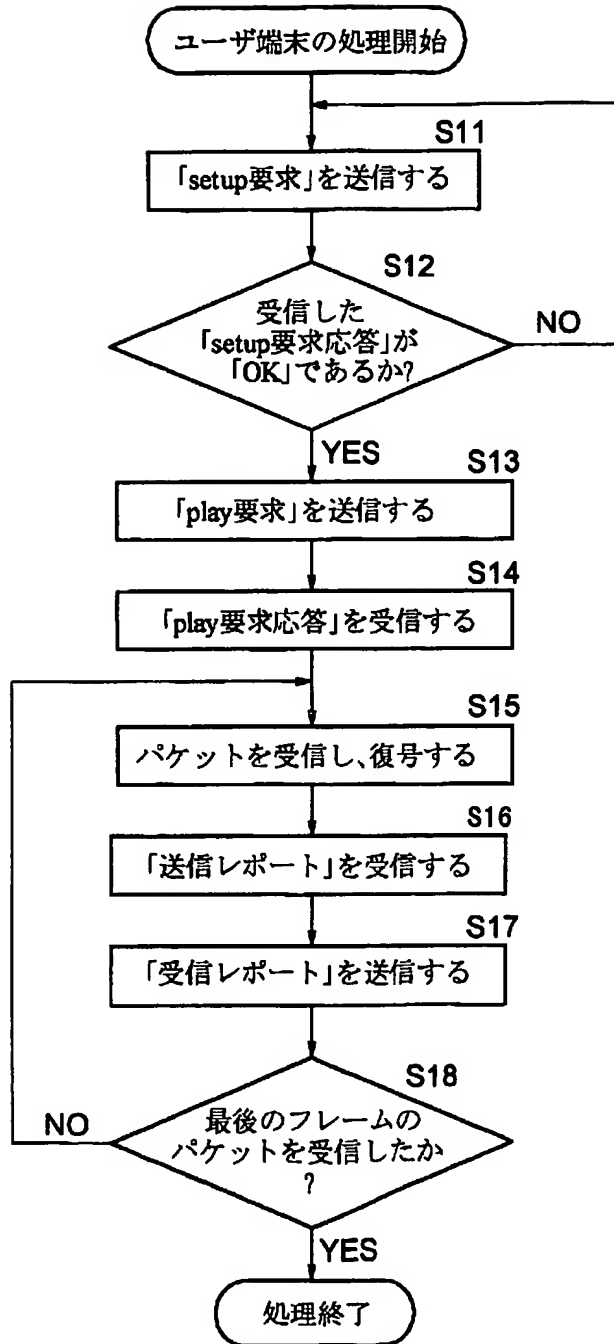 ユーザ端末の処理開始
S11
「setup要求」を送信する
S12
受信した
「setup要求応答」が
「OK」であるか?
NO
YES
S13
「play要求」を送信する
S14
「play要求応答」を受信する
S15
パケットを受信し、復号する
S16
「送信レポート」を受信する
S17
「受信レポート」を送信する
S18
最後のフレームの
パケットを受信したか
?
NO
YES
処理終了